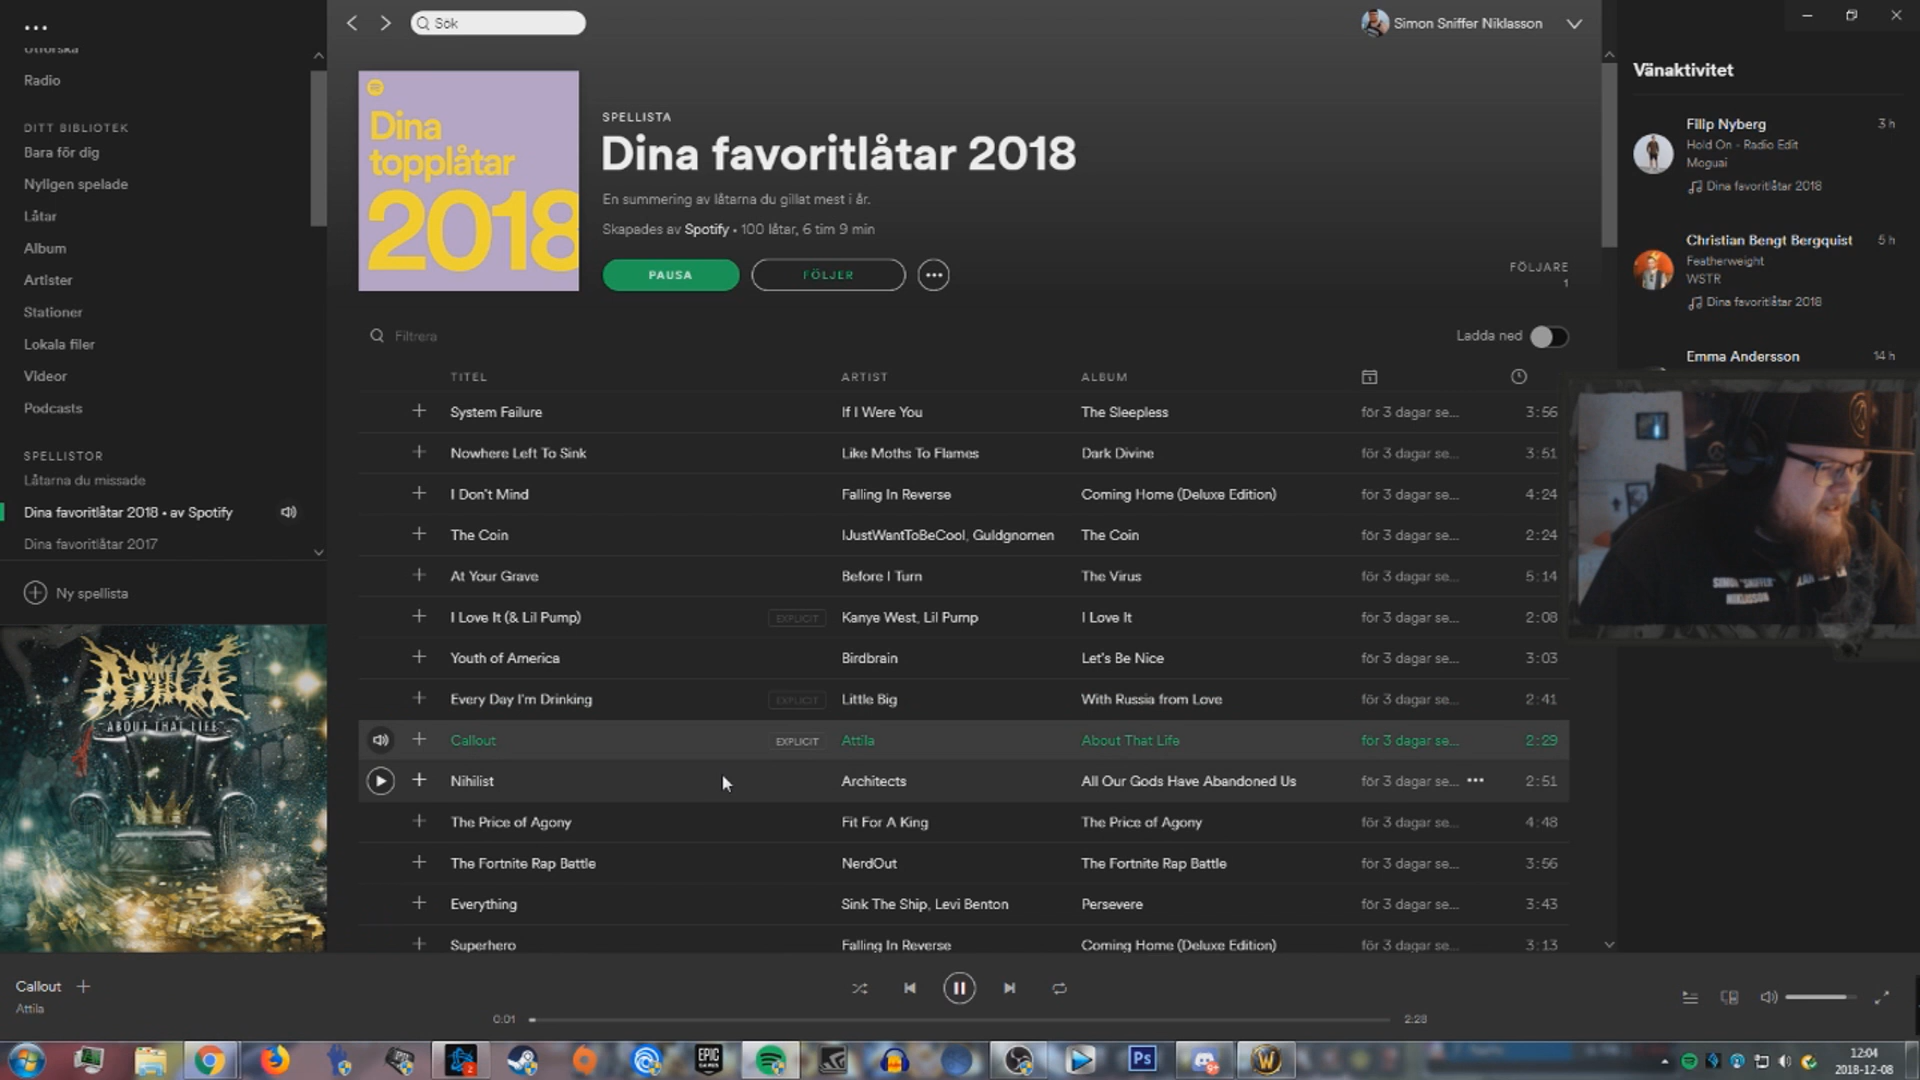 Sök
Simon Sniffer Niklasson
Utforska
Radio
DITT BIBLIOTEK
Bara för dig
Nyligen spelade
Låtar
Album
Artister
Stationer
Lokala filer
Videor
Podcasts
SPELLISTOR
Låtarna du missade
Dina favoritlåtar 2018 • av Spotify
Dina favoritlåtar 2017
Ny spellista
ATTILA
ABOUT THAT LIFE
Dina
topplåtar
2018
SPELLISTA
Dina favoritlåtar 2018
En summering av låtarna du gillat mest i år.
Skapades av Spotify • 100 låtar, 6 tim 9 min
PAUSA FÖLJER
FÖLJARE
1
Filtrera
Ladda ned
TITEL ARTIST ALBUM
System Failure If I Were You The Sleepless för 3 dagar se... 3:56
Nowhere Left To Sink Like Moths To Flames Dark Divine för 3 dagar se... 3:51
I Don't Mind Falling In Reverse Coming Home (Deluxe Edition) för 3 dagar se... 4:24
The Coin IJustWantToBeCool, Guldgnomen The Coin för 3 dagar se... 2:24
At Your Grave Before I Turn The Virus för 3 dagar se... 5:14
I Love It (& Lil Pump) EXPLICIT Kanye West, Lil Pump I Love It för 3 dagar se... 2:08
Youth of America Birdbrain Let's Be Nice för 3 dagar se... 3:03
Every Day I'm Drinking EXPLICIT Little Big With Russia from Love för 3 dagar se... 2:41
Callout EXPLICIT Attila About That Life för 3 dagar se... 2:29
Nihilist Architects All Our Gods Have Abandoned Us för 3 dagar se... 2:51
The Price of Agony Fit For A King The Price of Agony för 3 dagar se... 4:48
The Fortnite Rap Battle NerdOut The Fortnite Rap Battle för 3 dagar se... 3:56
Everything Sink The Ship, Levi Benton Persevere för 3 dagar se... 3:43
Superhero Falling In Reverse Coming Home (Deluxe Edition) för 3 dagar se... 3:13
Vänaktivitet
Filip Nyberg 3 h
Hold On - Radio Edit
Moguai
Dina favoritlåtar 2018
Christian Bengt Bergquist 5 h
Featherweight
WSTR
Dina favoritlåtar 2018
Emma Andersson 14 h
SIMON "SNIFFER"
NIKLASSON
Callout
Attila
0:01
2:28
EPIC
GAMES
Ps
12:04
2018-12-08